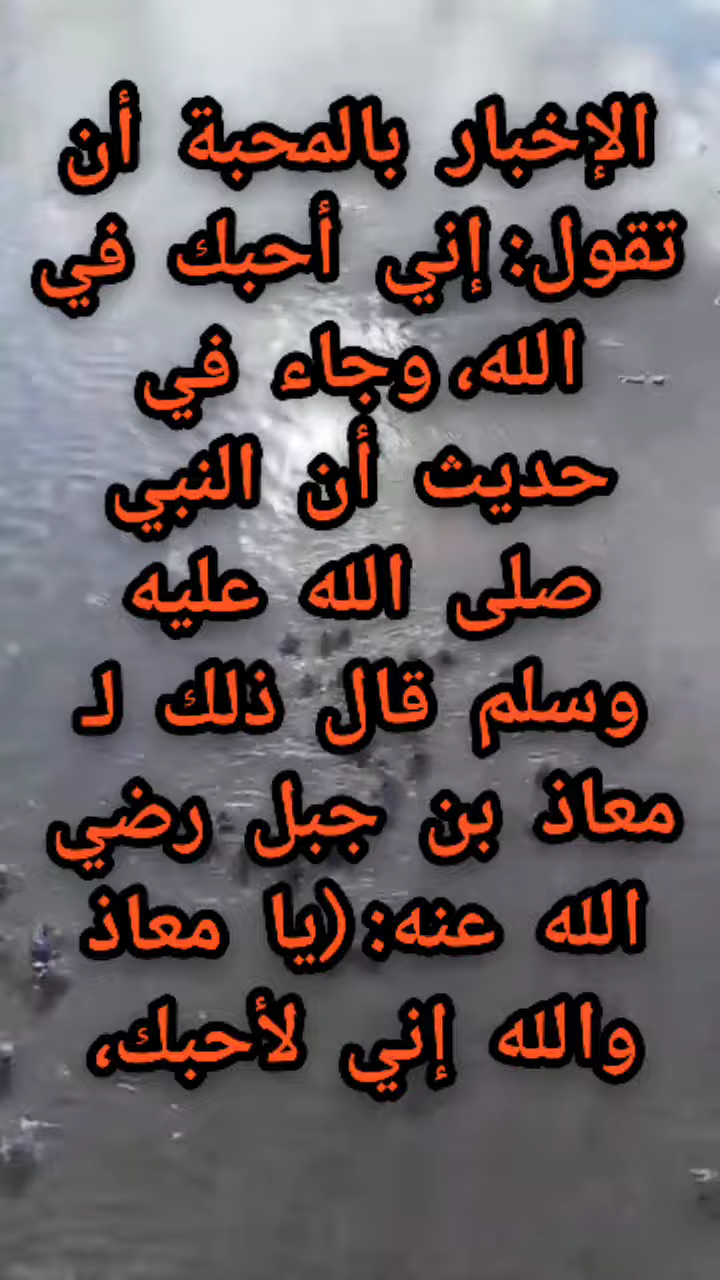 الإخبار بالمحبة أن
تقول: إني أحبك في
الله، وجاء في
حديث أن النبي
صلى الله عليه
وسلم قال ذلك لـ
معاذ بن جبل رضي
الله عنه: (يا معاذ
والله إني لأحبك،